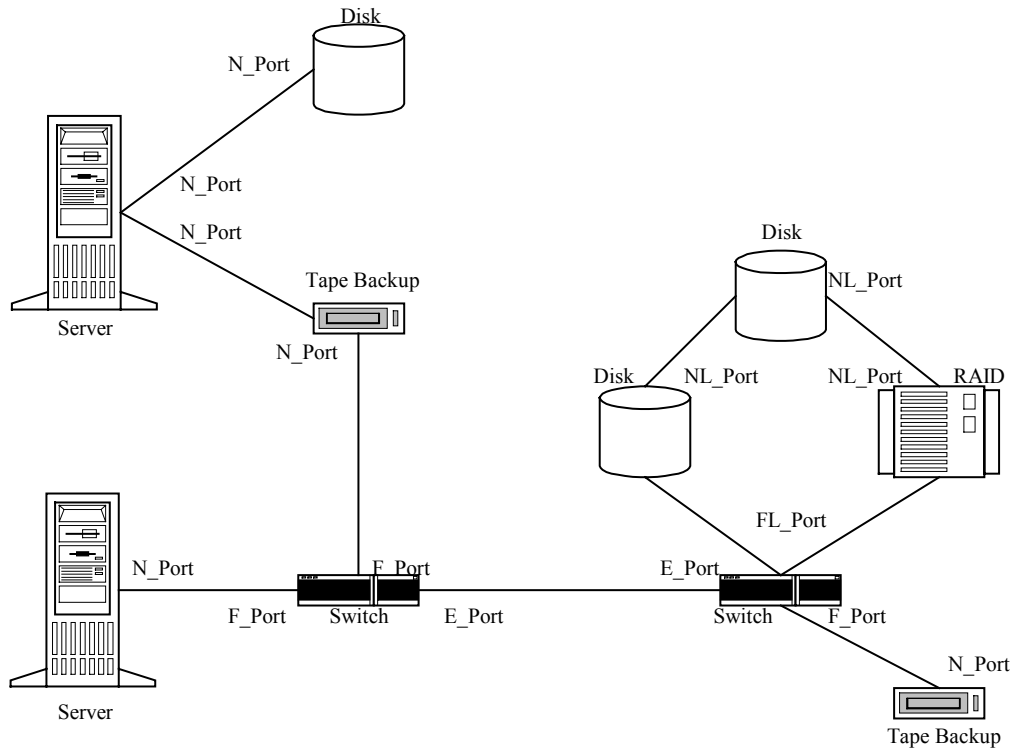 Disk
N_Port
N_Port
N_Port
Disk
Tape Backup
NL_Port
Server
N_Port
Disk
NL_Port
NL_Port
RAID
FL_Port
N_Port
F_Port
E_Port
F_Port
Switch
E_Port
Switch
F_Port
N_Port
Server
Tape Backup